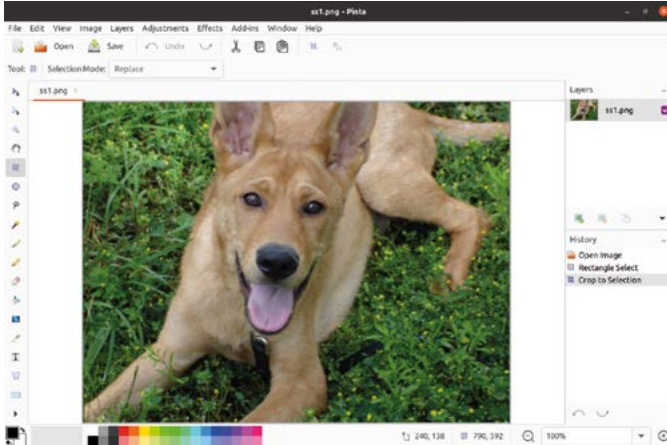 ss1.png - Pinta
File Edit View Image Layers Adjustments Effects Add-ins Window Help
Open Save Undo
Tool: Selection Mode: Replace
ss1.png
Layers
ss1.png
History
Open Image
Rectangle Select
Crop to Selection
T
240, 138 790, 592 100%